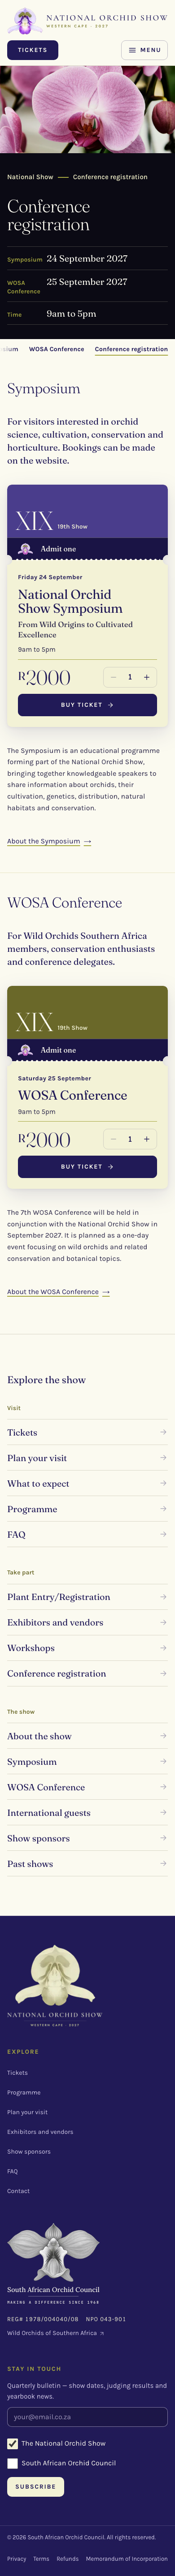 NATIONAL ORCHID SHOW
WESTERN CAPE · 2027
TICKETS
MENU
National Show — Conference registration
Conference
registration
Symposium 24 September 2027
WOSA
Conference
25 September 2027
Time 9am to 5pm
sium WOSA Conference Conference registration
Symposium
For visitors interested in orchid
science, cultivation, conservation and
horticulture. Bookings can be made
on the website.
XIX 19th Show
Admit one
Friday 24 September
National Orchid
Show Symposium
From Wild Origins to Cultivated
Excellence
9am to 5pm
R2000
− 1 +
BUY TICKET →
The Symposium is an educational programme
forming part of the National Orchid Show,
bringing together knowledgeable speakers to
share information about orchids, their
cultivation, genetics, distribution, natural
habitats and conservation.
About the Symposium →
WOSA Conference
For Wild Orchids Southern Africa
members, conservation enthusiasts
and conference delegates.
XIX 19th Show
Admit one
Saturday 25 September
WOSA Conference
9am to 5pm
R2000
− 1 +
BUY TICKET →
The 7th WOSA Conference will be held in
conjunction with the National Orchid Show in
September 2027. It is planned as a one-day
event focusing on wild orchids and related
conservation and botanical topics.
About the WOSA Conference →
Explore the show
Visit
Tickets →
Plan your visit →
What to expect →
Programme →
FAQ →
Take part
Plant Entry/Registration →
Exhibitors and vendors →
Workshops →
Conference registration →
The show
About the show →
Symposium →
WOSA Conference →
International guests →
Show sponsors →
Past shows →
NATIONAL ORCHID SHOW
WESTERN CAPE · 2027
EXPLORE
Tickets
Programme
Plan your visit
Exhibitors and vendors
Show sponsors
FAQ
Contact
South African Orchid Council
MAKING A DIFFERENCE SINCE 1968
REG# 1978/004040/08 NPO 043-901
Wild Orchids of Southern Africa ↗
STAY IN TOUCH
Quarterly bulletin — show dates, judging results and
yearbook news.
your@email.co.za
The National Orchid Show
South African Orchid Council
SUBSCRIBE
© 2026 South African Orchid Council. All rights reserved.
Privacy Terms Refunds Memorandum of Incorporation